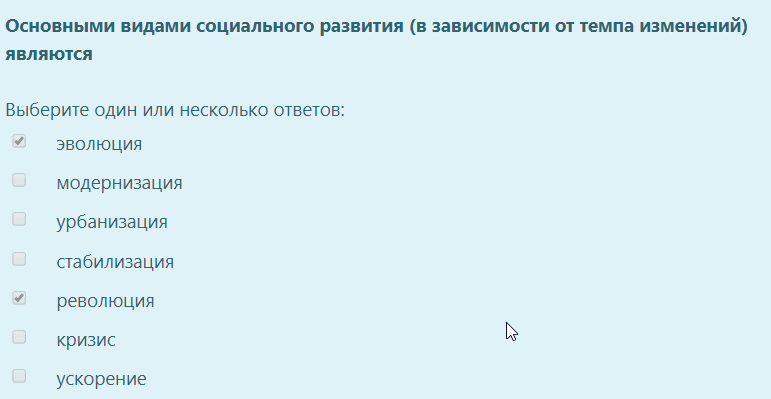 Основными видами социального развития (в зависимости от темпа изменений)
являются
Выберите один или несколько ответов:
эволюция
модернизация
урбанизация
стабилизация
революция
кризис
ускорение